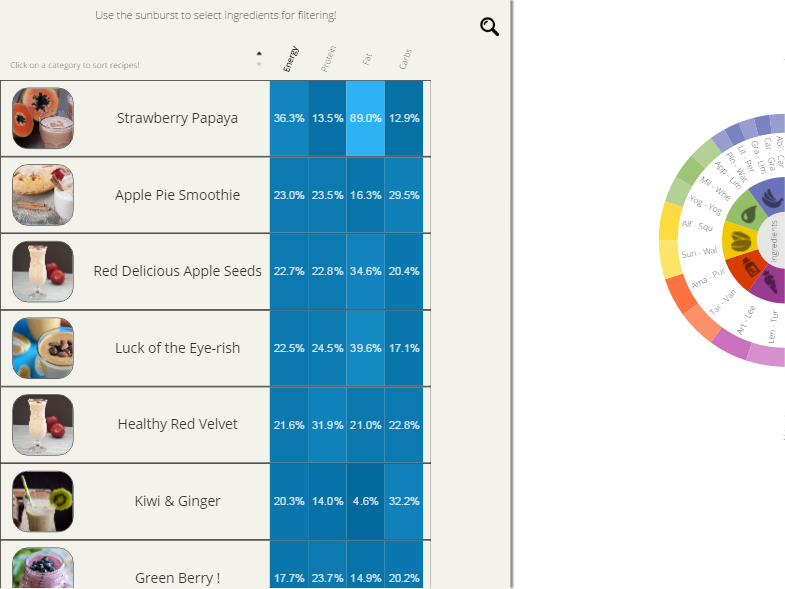 Use the sunburst to select ingredients for filtering!
Click on a category to sort recipes!
Energy
Protein
Fat
Carbs
Strawberry Papaya
36.3% 13.5% 89.0% 12.9%
Apple Pie Smoothie
23.0% 23.5% 16.3% 29.5%
Red Delicious Apple Seeds
22.7% 22.8% 34.6% 20.4%
Luck of the Eye-rish
22.5% 24.5% 39.6% 17.1%
Healthy Red Velvet
21.6% 31.9% 21.0% 22.8%
Kiwi & Ginger
20.3% 14.0% 4.6% 32.2%
Green Berry !
17.7% 23.7% 14.9% 20.2%
Abi - Car
Car - Gra
Gra - Lim
Lit - Per
Pin - Wat
App - Lim
Mil - Whe
Yog - Yog
Alf - Squ
Sun - Wal
Ama - Pur
Tar - Van
Art - Lee
Len - Tur
Ingredients